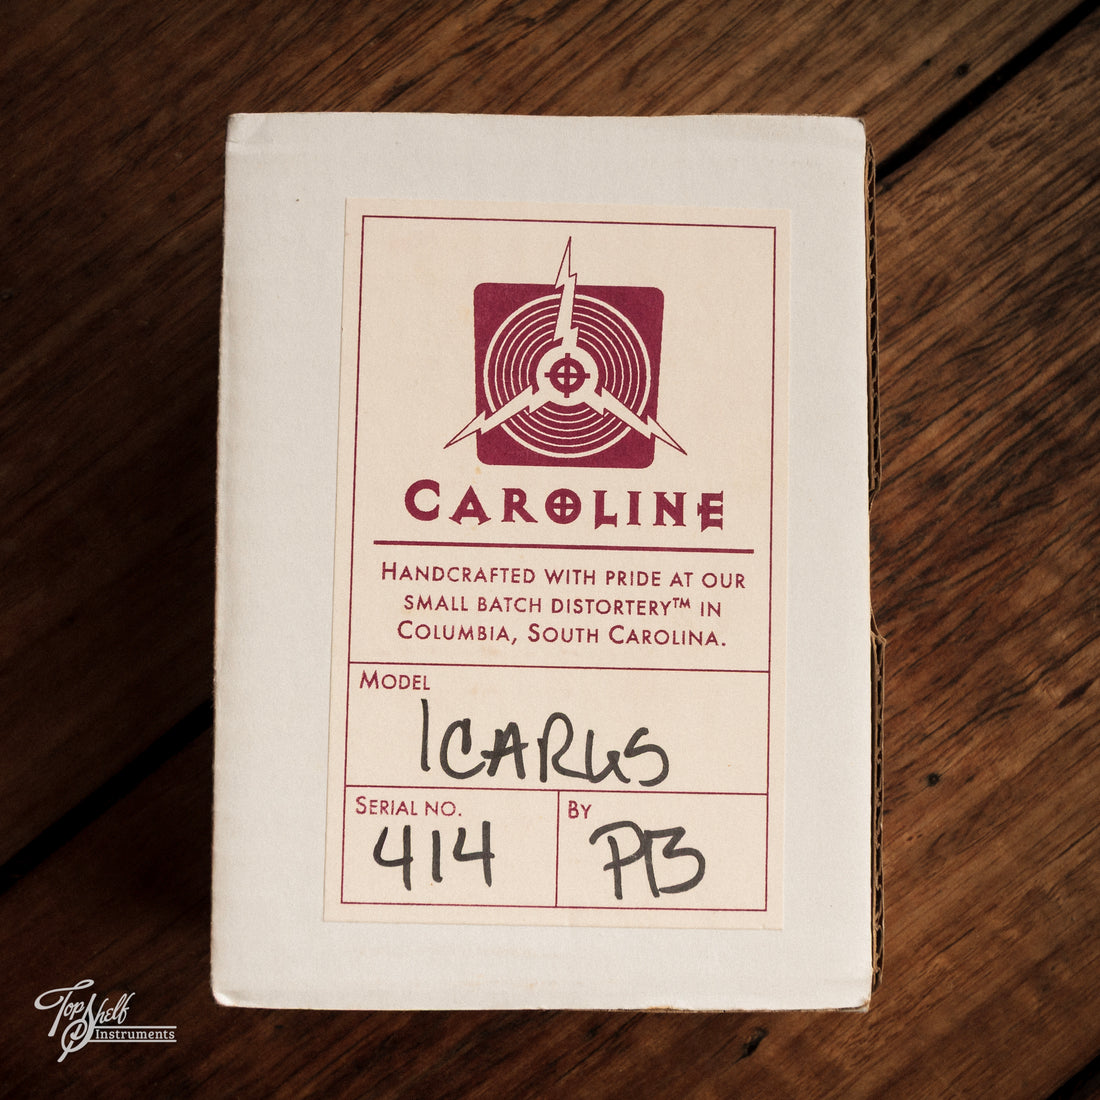 CAROLINE
HANDCRAFTED WITH PRIDE AT OUR
SMALL BATCH DISTORTERY™ IN
COLUMBIA, SOUTH CAROLINA.
MODEL
ICARUS
SERIAL NO.
414
BY
PB
Top Shelf
Instruments